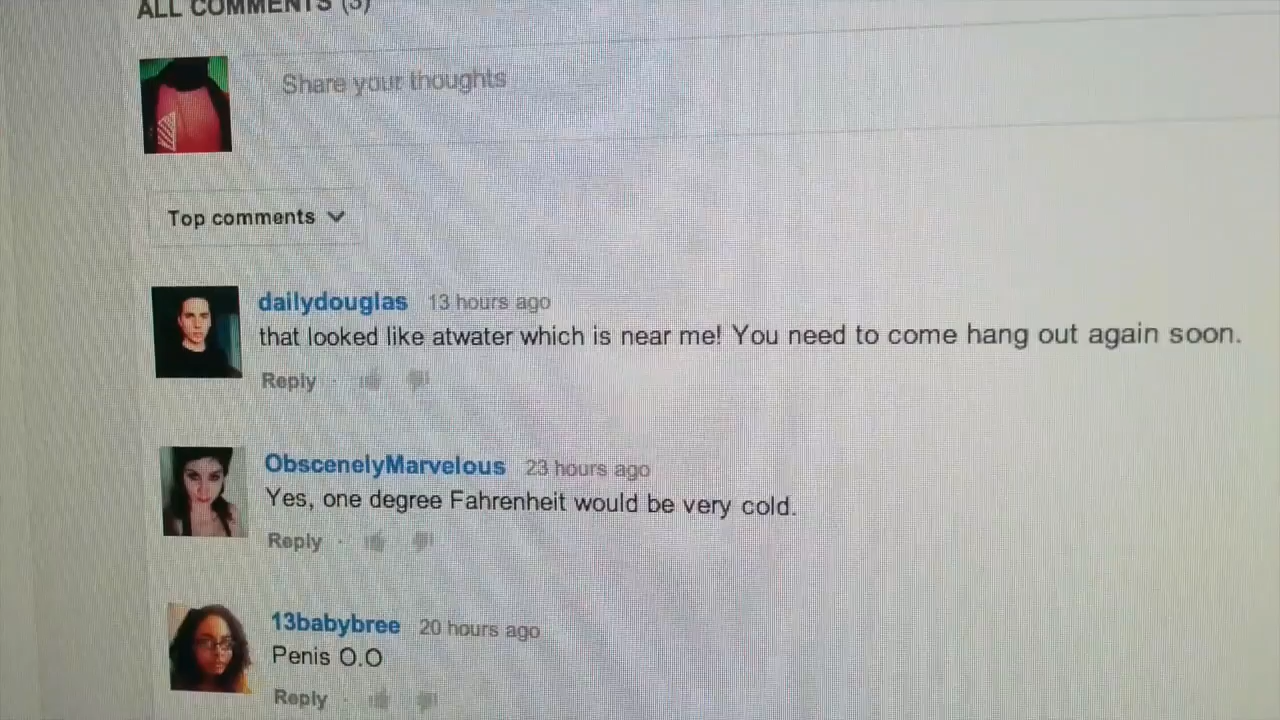 ALL COMMENTS (3)
Share your thoughts
Top comments
dailydouglas 13 hours ago
that looked like atwater which is near me! You need to come hang out again soon.
Reply ·
ObscenelyMarvelous 23 hours ago
Yes, one degree Fahrenheit would be very cold.
Reply ·
13babybree 20 hours ago
Penis O.O
Reply ·